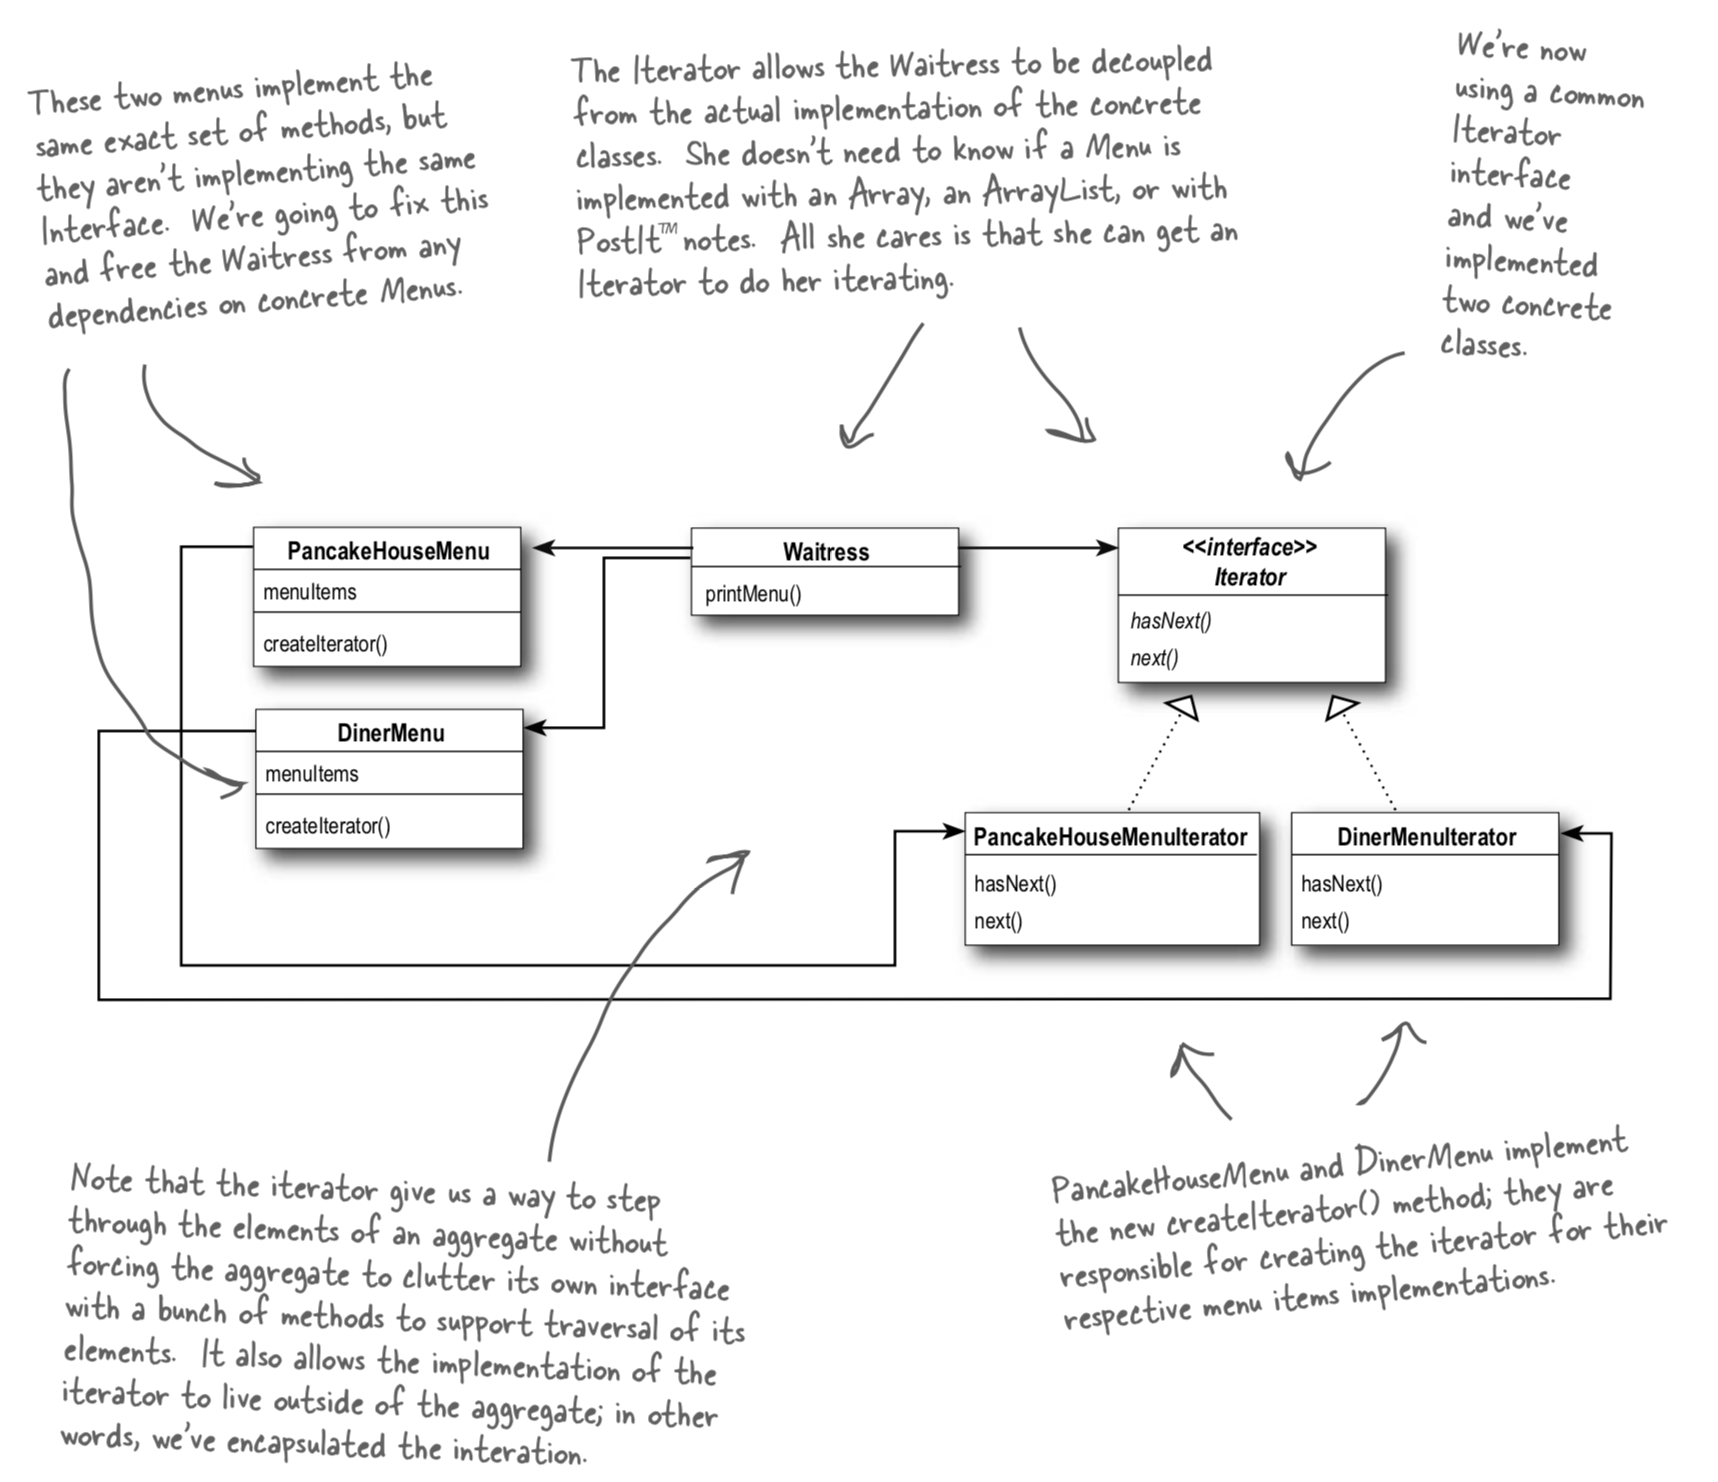 These two menus implement the
same exact set of methods, but
they aren't implementing the same
Interface. We're going to fix this
and free the Waitress from any
dependencies on concrete Menus.
The Iterator allows the Waitress to be decoupled
from the actual implementation of the concrete
classes. She doesn't need to know if a Menu is
implemented with an Array, an ArrayList, or with
PostIt™ notes. All she cares is that she can get an
Iterator to do her iterating.
We're now
using a common
Iterator
interface
and we've
implemented
two concrete
classes.
PancakeHouseMenu
menuItems
createIterator()
Waitress
printMenu()
<<interface>>
Iterator
hasNext()
next()
DinerMenu
menuItems
createIterator()
PancakeHouseMenuIterator
hasNext()
next()
DinerMenuIterator
hasNext()
next()
Note that the iterator give us a way to step
through the elements of an aggregate without
forcing the aggregate to clutter its own interface
with a bunch of methods to support traversal of its
elements. It also allows the implementation of the
iterator to live outside of the aggregate; in other
words, we've encapsulated the interation.
PancakeHouseMenu and DinerMenu implement
the new createIterator() method; they are
responsible for creating the iterator for their
respective menu items implementations.